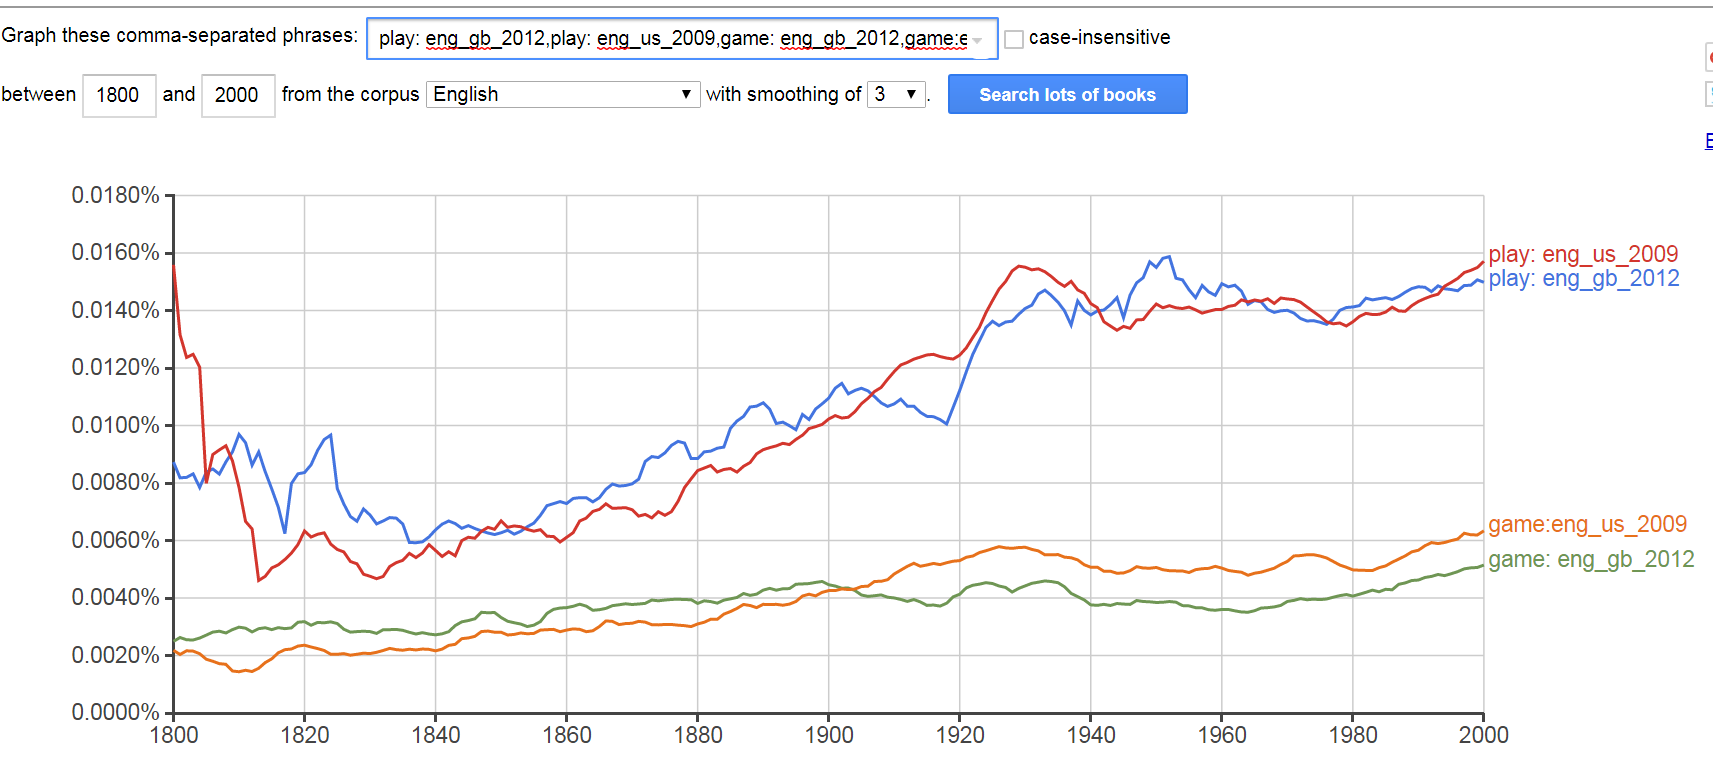 Graph these comma-separated phrases: play: eng_gb_2012,play: eng_us_2009,game: eng_gb_2012,game:e case-insensitive
between 1800 and 2000 from the corpus English with smoothing of 3 . Search lots of books
E
0.0180%
0.0160%
0.0140%
0.0120%
0.0100%
0.0080%
0.0060%
0.0040%
0.0020%
0.0000%
play: eng_us_2009
play: eng_gb_2012
game:eng_us_2009
game: eng_gb_2012
1800 1820 1840 1860 1880 1900 1920 1940 1960 1980 2000